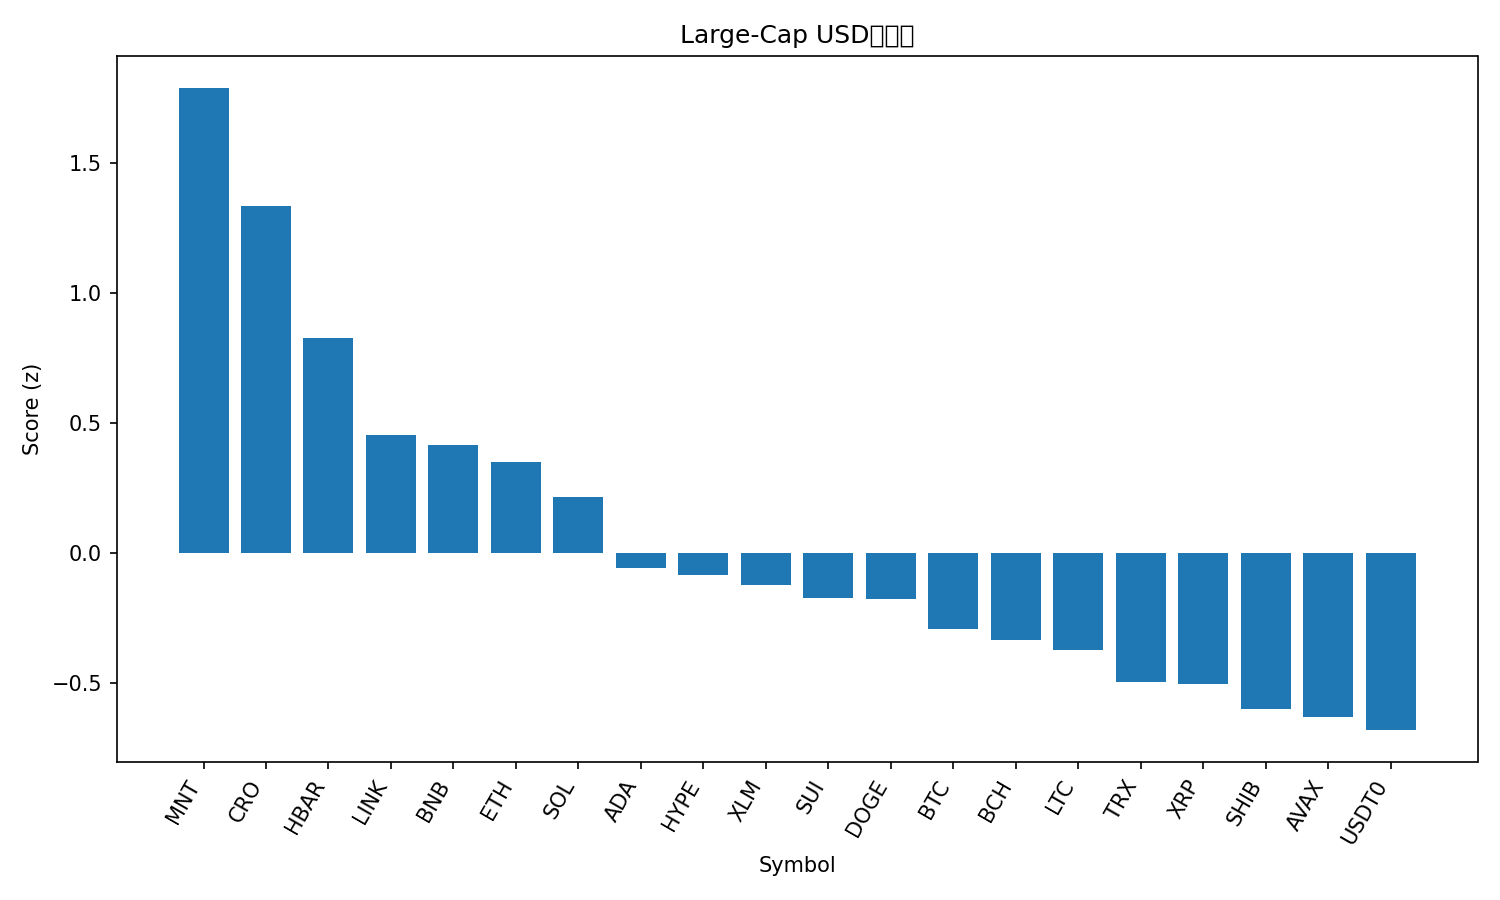 Large-Cap USD
Score (z)
1.5
1.0
0.5
0.0
−0.5
MNT
CRO
HBAR
LINK
BNB
ETH
SOL
ADA
HYPE
XLM
SUI
DOGE
BTC
BCH
LTC
TRX
XRP
SHIB
AVAX
USDT0
Symbol